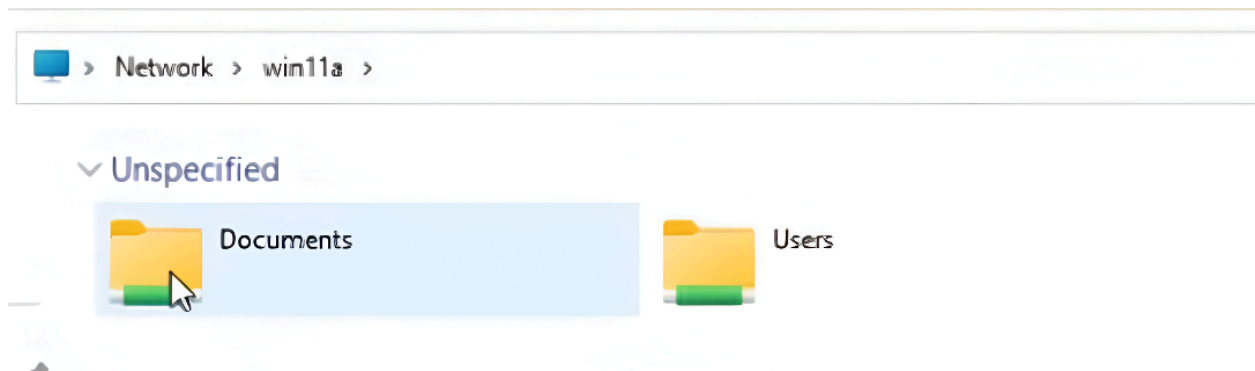 Network > win11a >
Unspecified
Documents
Users